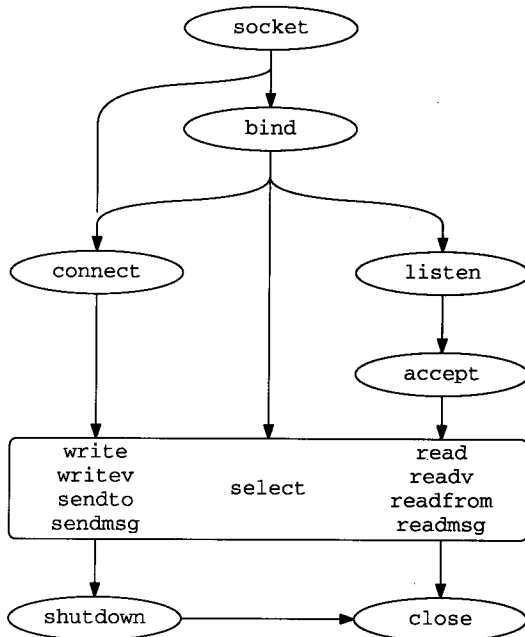 socket
bind
connect
listen
accept
write
writev
sendto
sendmsg
select
read
readv
readfrom
readmsg
shutdown
close